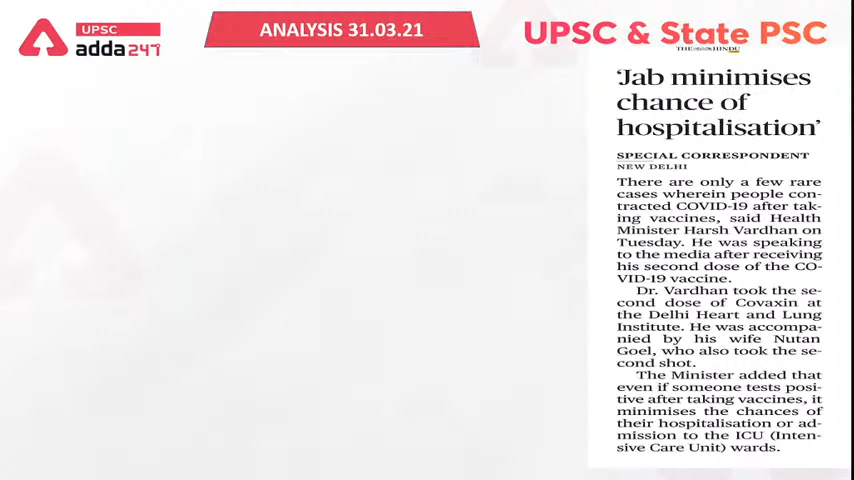 UPSC
adda247
ANALYSIS 31.03.21
UPSC & State PSC
THE HINDU
‘Jab minimises
chance of
hospitalisation’
SPECIAL CORRESPONDENT
NEW DELHI
There are only a few rare
cases wherein people con-
tracted COVID-19 after tak-
ing vaccines, said Health
Minister Harsh Vardhan on
Tuesday. He was speaking
to the media after receiving
his second dose of the CO-
VID-19 vaccine.
Dr. Vardhan took the se-
cond dose of Covaxin at
the Delhi Heart and Lung
Institute. He was accompa-
nied by his wife Nutan
Goel, who also took the se-
cond shot.
The Minister added that
even if someone tests posi-
tive after taking vaccines, it
minimises the chances of
their hospitalisation or ad-
mission to the ICU (Inten-
sive Care Unit) wards.